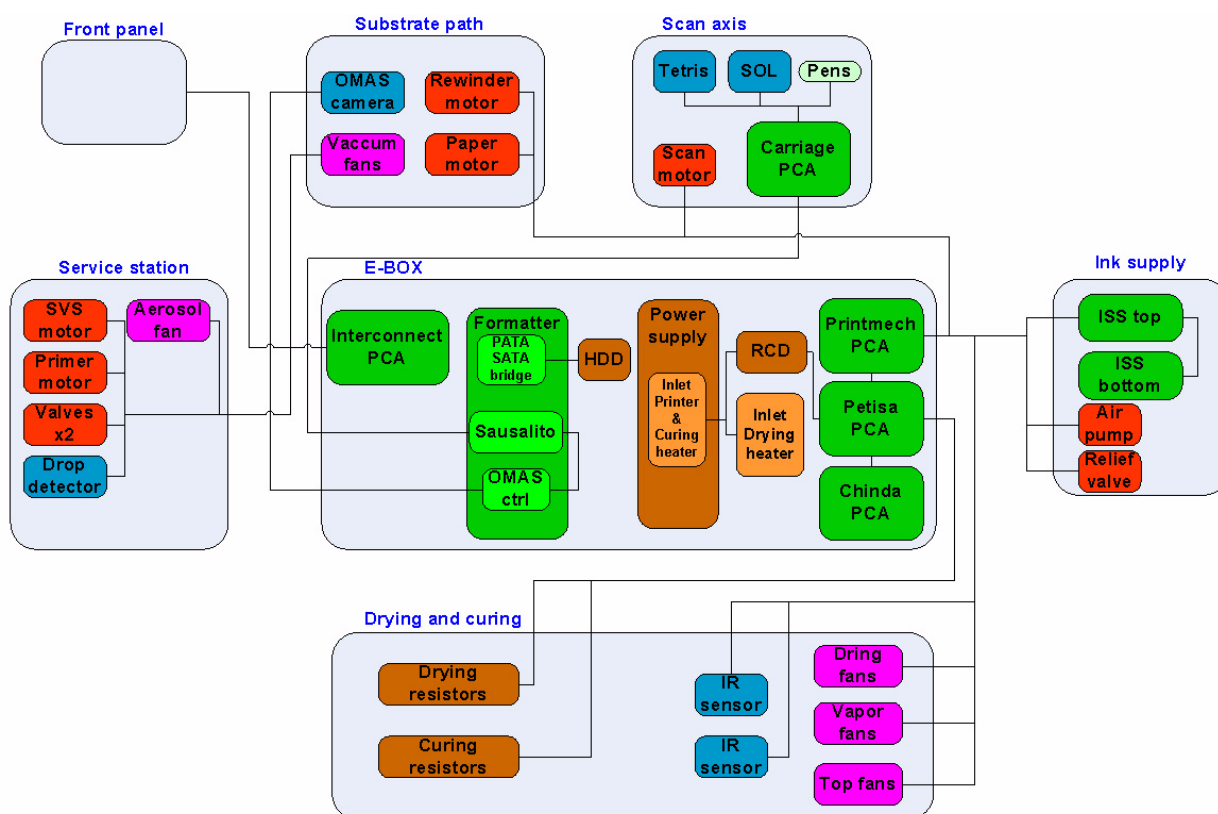 Front panel
Substrate path
OMAS
camera
Rewinder
motor
Vaccum
fans
Paper
motor
Scan axis
Tetris
SOL
Pens
Scan
motor
Carriage
PCA
Service station
SVS
motor
Aerosol
fan
Primer
motor
Valves
x2
Drop
detector
E-BOX
Interconnect
PCA
Formatter
PATA
SATA
bridge
HDD
Sausalito
OMAS
ctrl
Power
supply
Inlet
Printer
&
Curing
heater
RCD
Inlet
Drying
heater
Printmech
PCA
Petisa
PCA
Chinda
PCA
Ink supply
ISS top
ISS
bottom
Air
pump
Relief
valve
Drying and curing
Drying
resistors
Curing
resistors
IR
sensor
IR
sensor
Dring
fans
Vapor
fans
Top fans